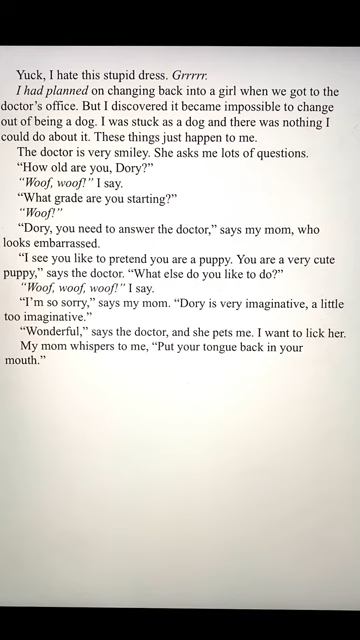 Yuck, I hate this stupid dress. Grrrrr.
I had planned on changing back into a girl when we got to the
doctor's office. But I discovered it became impossible to change
out of being a dog. I was stuck as a dog and there was nothing I
could do about it. These things just happen to me.
The doctor is very smiley. She asks me lots of questions.
“How old are you, Dory?”
“Woof, woof!” I say.
“What grade are you starting?”
“Woof!”
“Dory, you need to answer the doctor,” says my mom, who
looks embarrassed.
“I see you like to pretend you are a puppy. You are a very cute
puppy,” says the doctor. “What else do you like to do?”
“Woof, woof, woof!” I say.
“I'm so sorry,” says my mom. “Dory is very imaginative, a little
too imaginative.”
“Wonderful,” says the doctor, and she pets me. I want to lick her.
My mom whispers to me, “Put your tongue back in your
mouth.”